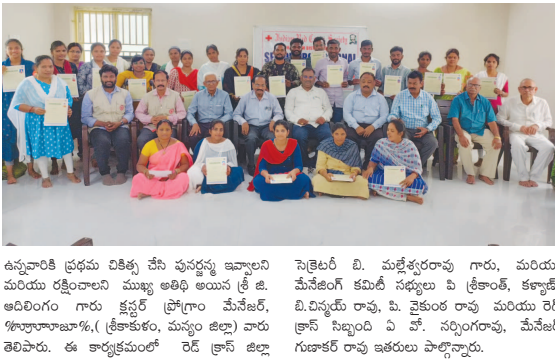 ఉన్నవారికి ప్రథమ చికిత్స చేసి పునర్జన్మ ఇవ్వాలని
మరియు రక్షించాలని ముఖ్య అతిథి అయిన శ్రీ జి.
ఆదిలింగం గారు క్లస్టర్ ప్రోగ్రాం మేనేజర్,
శ్రీకాకుళం, మన్యం జిల్లా) వారు
తెలిపారు. ఈ కార్యక్రమంలో రెడ్ క్రాస్ జిల్లా
సెక్రెటరీ బి. మల్లేశ్వరరావు గారు, మరియు
మేనేజింగ్ కమిటీ సభ్యులు పి శ్రీకాంత్, కళ్యాణ్
బి.చిన్మయ్ రావు, పి. వైకుంఠ రావు మరియు రెడ్
క్రాస్ సిబ్బంది ఏ వో. నర్సింగరావు, మేనేజ
గుణాకర్ రావు ఇతరులు పాల్గొన్నారు.